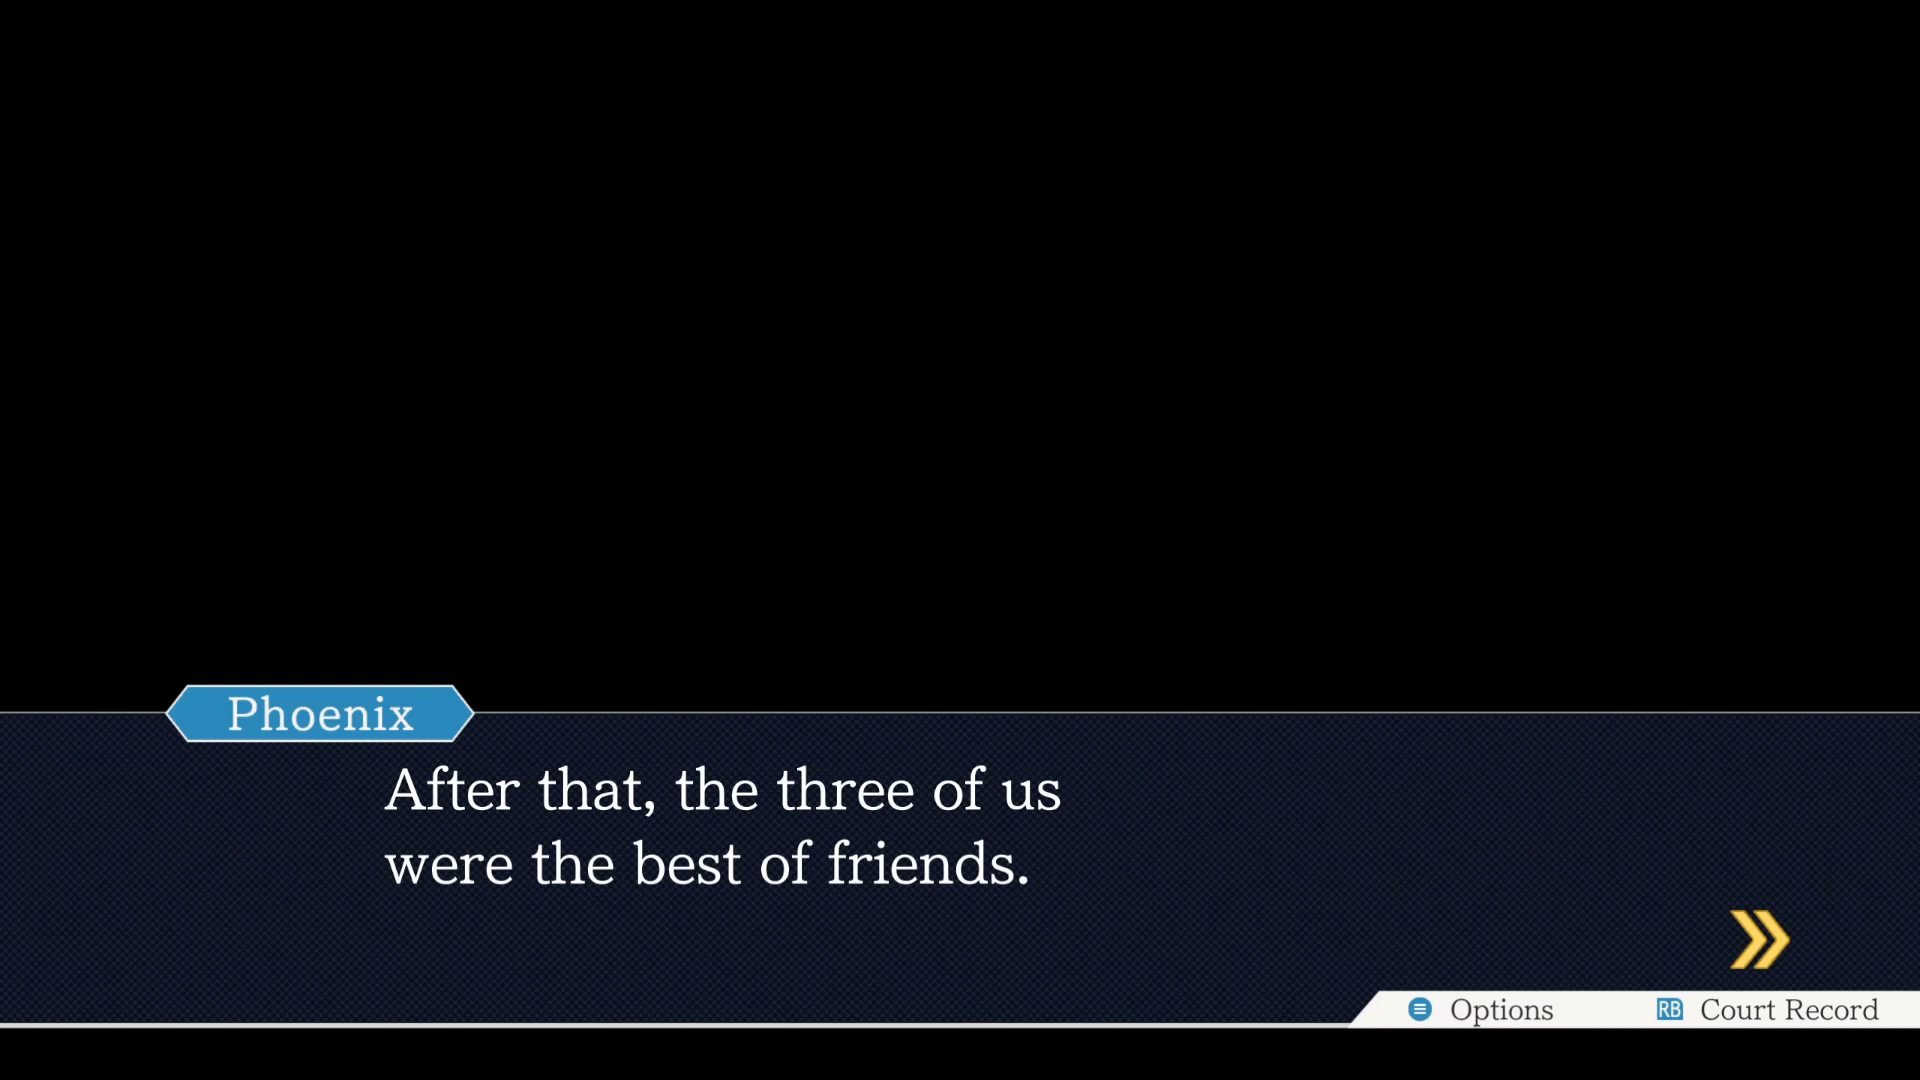 Phoenix
After that, the three of us
were the best of friends.
Options
RB Court Record